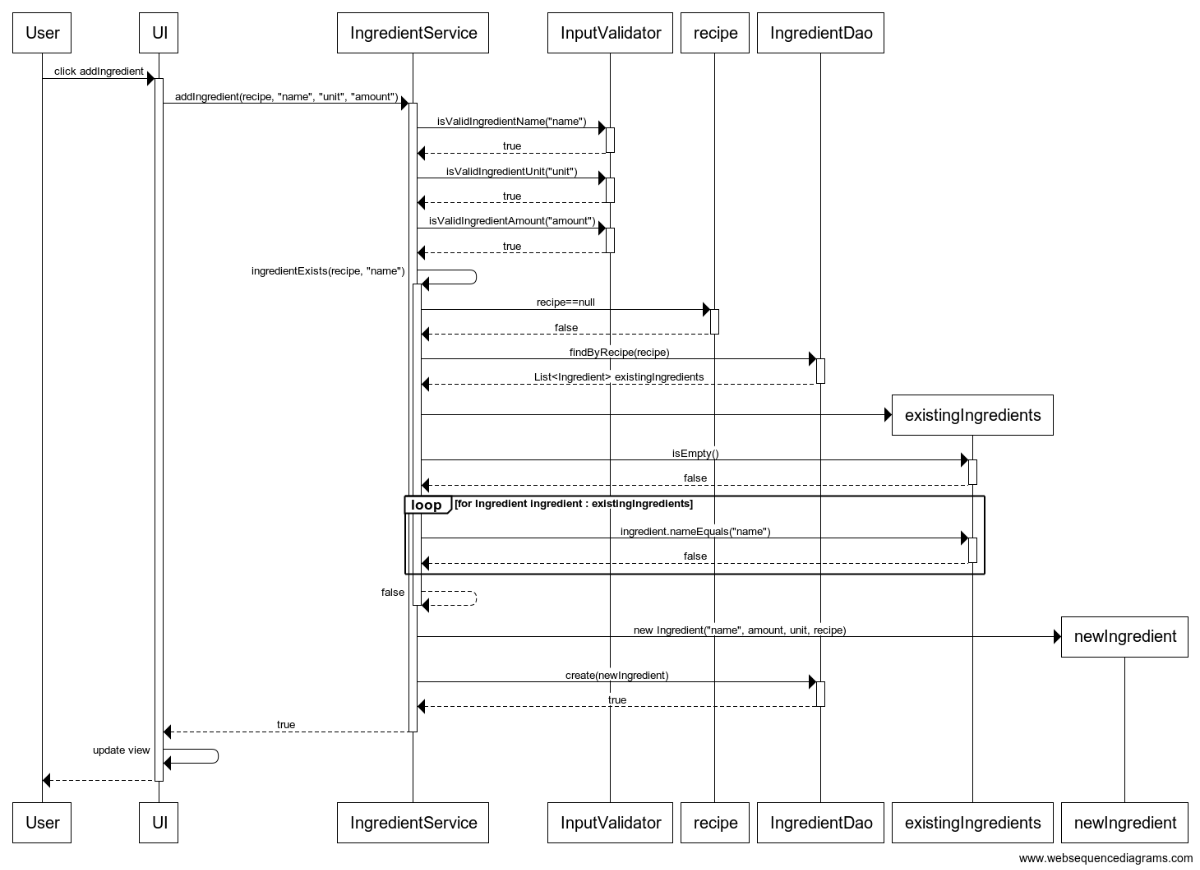 User UI IngredientService InputValidator recipe IngredientDao
click addIngredient
addIngredient(recipe, "name", "unit", "amount")
isValidIngredientName("name")
true
isValidIngredientUnit("unit")
true
isValidIngredientAmount("amount")
true
ingredientExists(recipe, "name")
recipe==null
false
findByRecipe(recipe)
List<Ingredient> existingIngredients
existingIngredients
isEmpty()
false
loop [for Ingredient ingredient : existingIngredients]
ingredient.nameEquals("name")
false
false
new Ingredient("name", amount, unit, recipe)
newIngredient
create(newIngredient)
true
true
update view
User UI IngredientService InputValidator recipe IngredientDao existingIngredients newIngredient
www.websequencediagrams.com